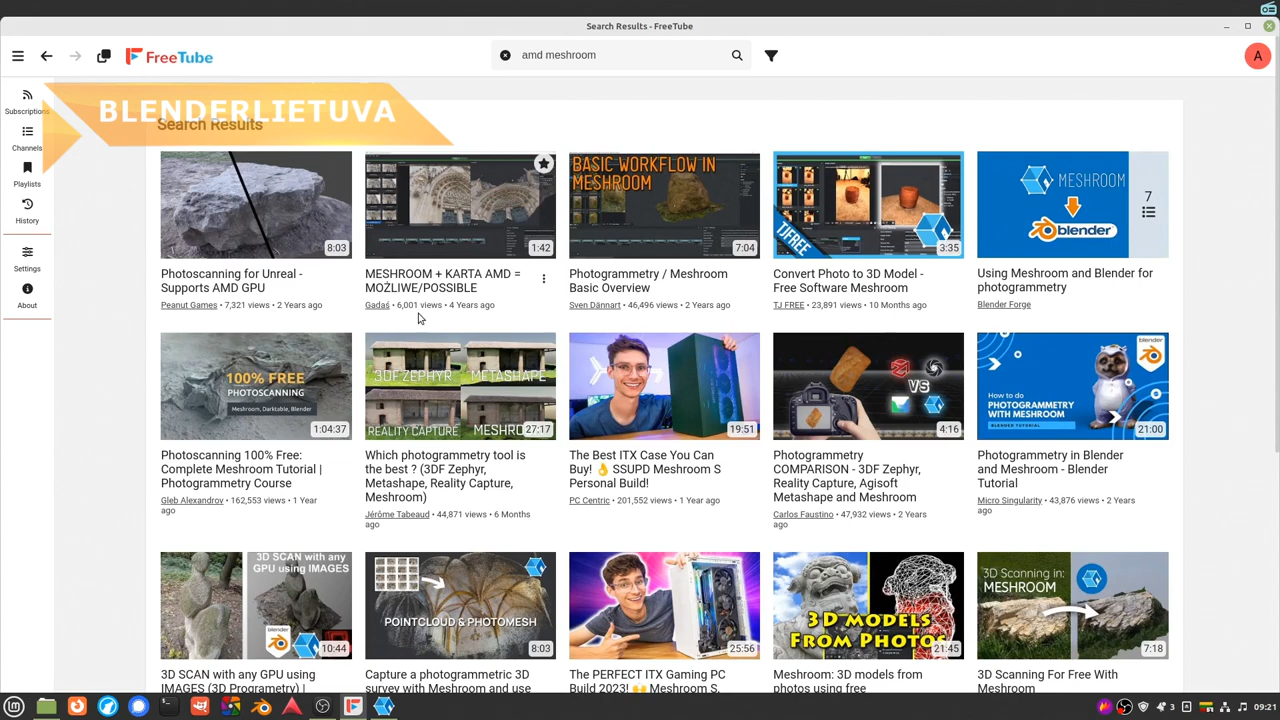 Search Results - FreeTube
FreeTube
amd meshroom
A
Subscriptions
Channels
Playlists
History
Settings
About
BLENDERLIETUVA
Search Results
8:03
Photoscanning for Unreal -
Supports AMD GPU
Peanut Games • 7,321 views • 2 Years ago
1:42
MESHROOM + KARTA AMD =
MOŻLIWE/POSSIBLE
Gadaś • 6,001 views • 4 Years ago
BASIC WORKFLOW IN
MESHROOM
7:04
Photogrammetry / Meshroom
Basic Overview
Sven Dännart • 46,496 views • 2 Years ago
TJFREE
3:35
Convert Photo to 3D Model -
Free Software Meshroom
TJ FREE • 23,891 views • 10 Months ago
MESHROOM
blender
7
Using Meshroom and Blender for
photogrammetry
Blender Forge
100% FREE
PHOTOSCANNING
Meshroom, Darktable, Blender
1:04:37
Photoscanning 100% Free:
Complete Meshroom Tutorial |
Photogrammetry Course
Gleb Alexandrov • 162,553 views • 1 Year
ago
3DF ZEPHYR
METASHAPE
REALITY CAPTURE
MESHRO
27:17
Which photogrammetry tool is
the best ? (3DF Zephyr,
Metashape, Reality Capture,
Meshroom)
Jérôme Tabeaud • 44,871 views • 6 Months
ago
19:51
The Best ITX Case You Can
Buy! 👌 SSUPD Meshroom S
Personal Build!
PC Centric • 201,552 views • 1 Year ago
VS
4:16
Photogrammetry
COMPARISON - 3DF Zephyr,
Reality Capture, Agisoft
Metashape and Meshroom
Carlos Faustino • 47,932 views • 2 Years
ago
blender
How to do
PHOTOGRAMMETRY
WITH MESHROOM
BLENDER TUTORIAL
21:00
Photogrammetry in Blender
and Meshroom - Blender
Tutorial
Micro Singularity • 43,876 views • 2 Years
ago
3D SCAN with any
GPU using IMAGES
blender
10:44
3D SCAN with any GPU using
IMAGES (3D Programetry) |
POINTCLOUD & PHOTOMESH
8:03
Capture a photogrammetric 3D
survey with Meshroom and use
25:56
The PERFECT ITX Gaming PC
Build 2023! 🙌 Meshroom S,
3D MODELS
FROM PHOTOS
21:45
Meshroom: 3D models from
photos using free
3D Scanning in:
MESHROOM
7:18
3D Scanning For Free With
Meshroom
3
09:21